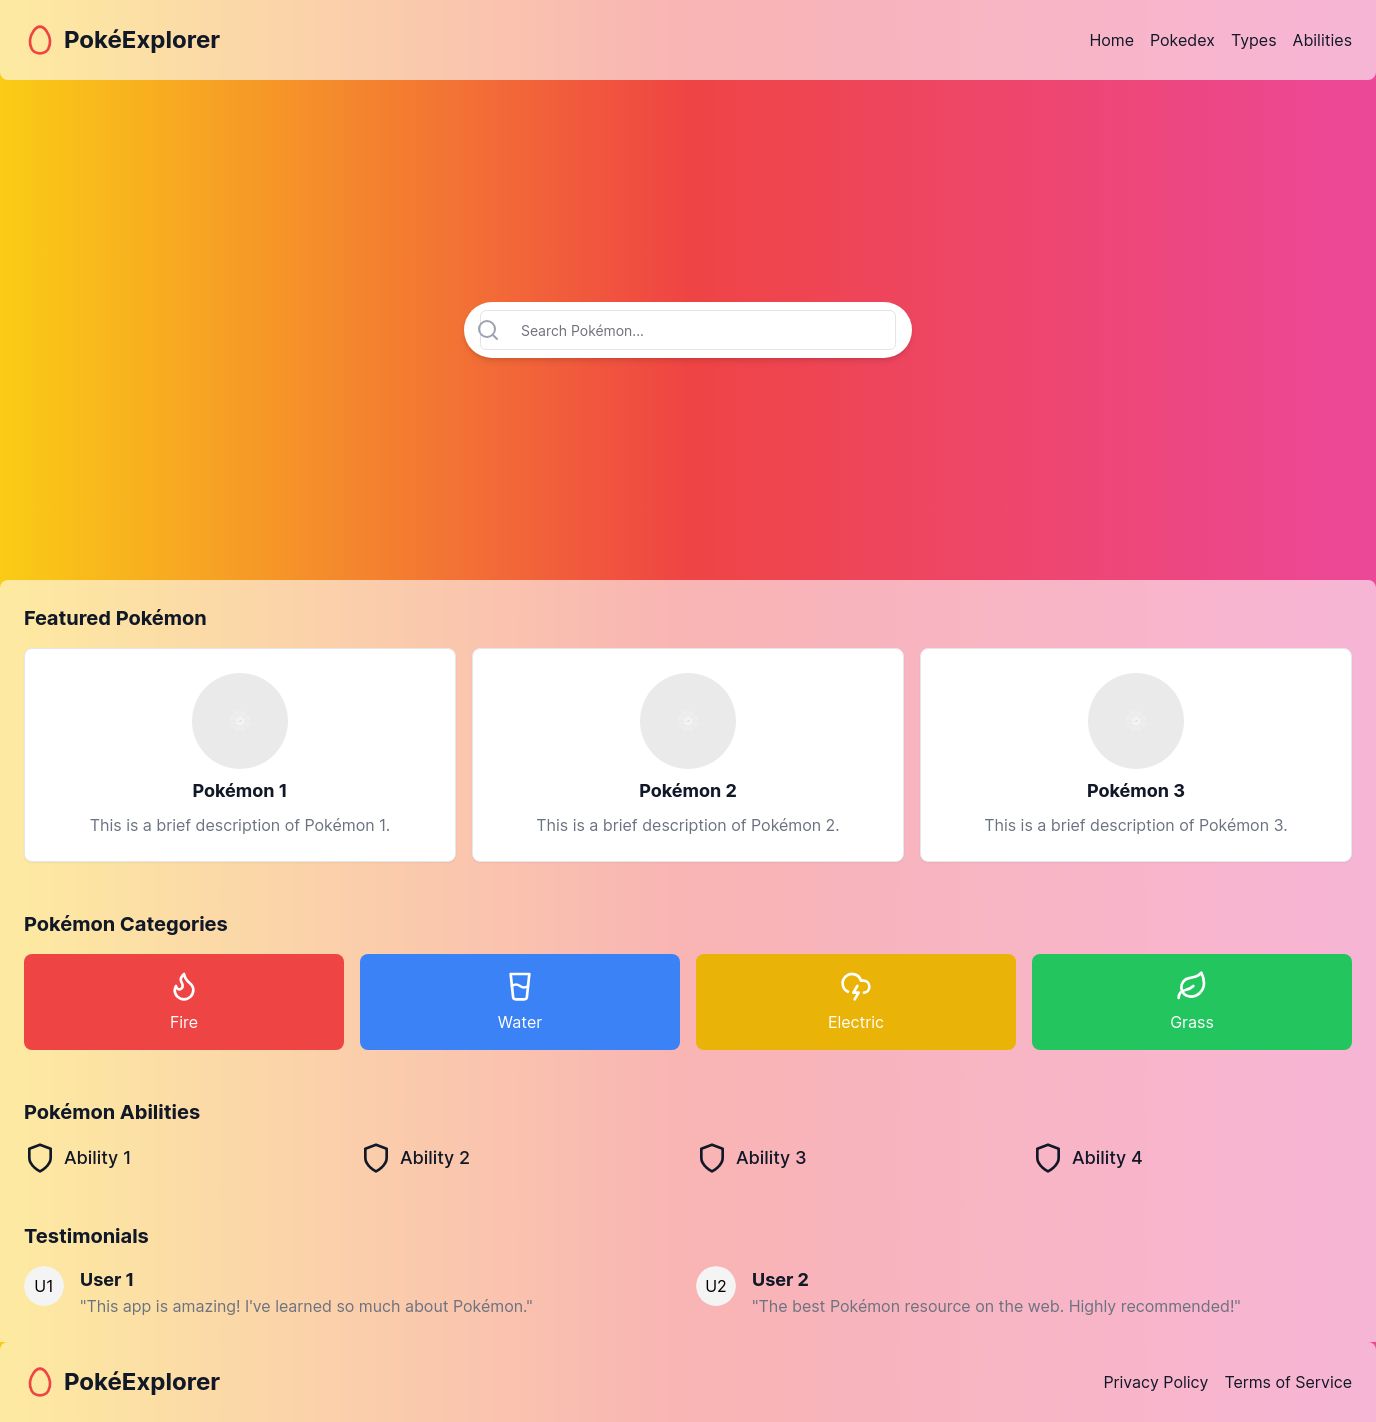 PokéExplorer
Home Pokedex Types Abilities
Search Pokémon...
Featured Pokémon
Pokémon 1
This is a brief description of Pokémon 1.
Pokémon 2
This is a brief description of Pokémon 2.
Pokémon 3
This is a brief description of Pokémon 3.
Pokémon Categories
Fire
Water
Electric
Grass
Pokémon Abilities
Ability 1
Ability 2
Ability 3
Ability 4
Testimonials
U1
User 1
"This app is amazing! I've learned so much about Pokémon."
U2
User 2
"The best Pokémon resource on the web. Highly recommended!"
PokéExplorer
Privacy Policy Terms of Service